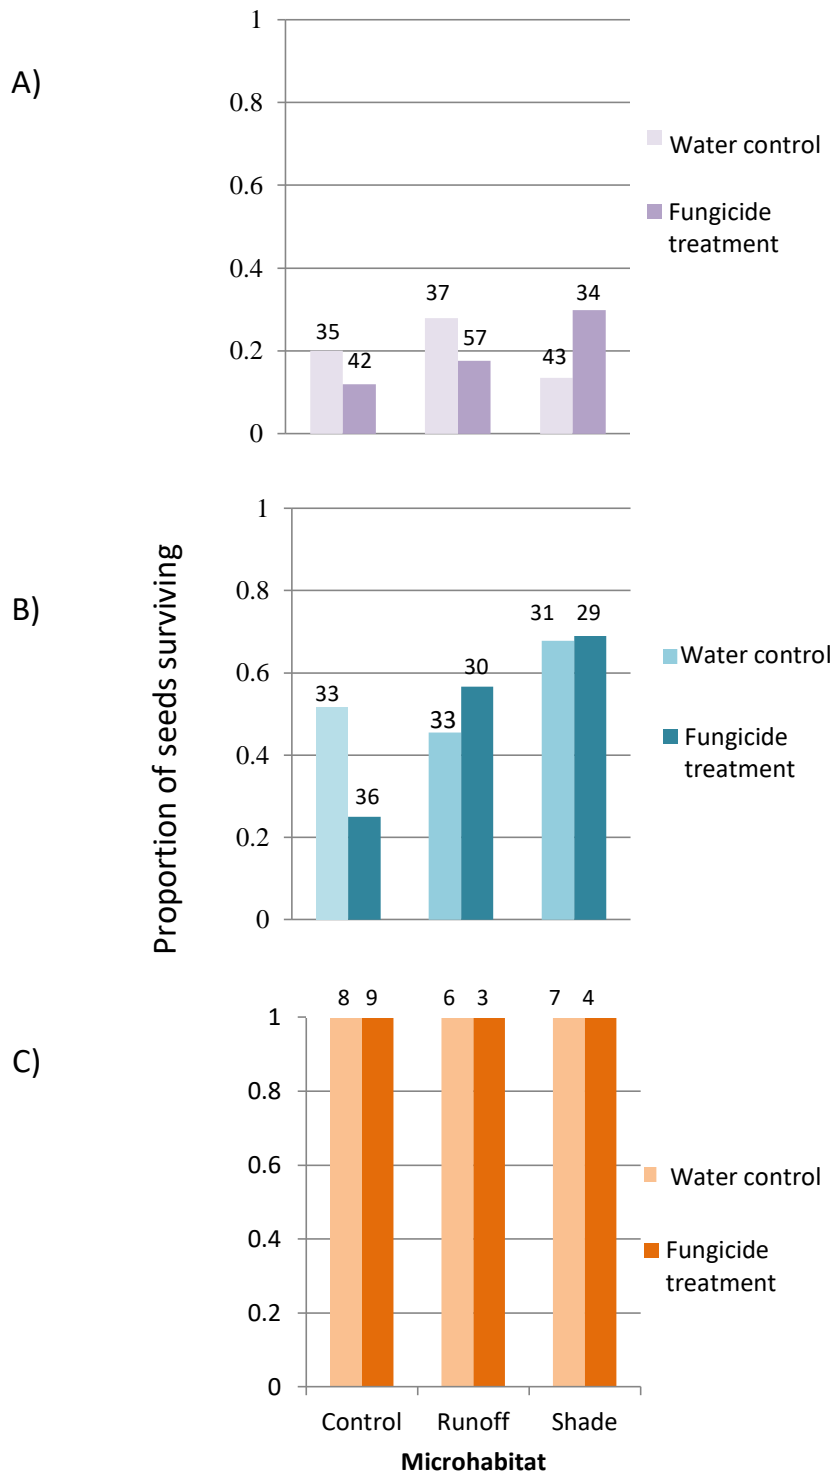 A)
1
0.8
0.6
0.4
0.2
0
35
42
37
57
43
34
Water control
Fungicide
treatment
Proportion of seeds surviving
B)
1
0.8
0.6
0.4
0.2
0
33
36
33
30
31
29
Water control
Fungicide
treatment
C)
1
0.8
0.6
0.4
0.2
0
8 9 6 3 7 4
Water control
Fungicide
treatment
Control Runoff Shade
Microhabitat